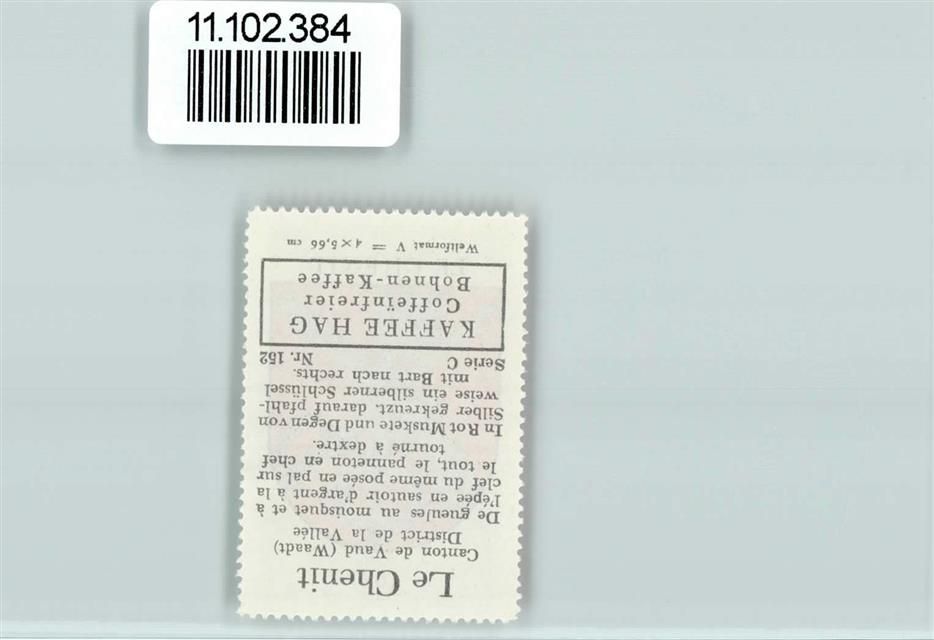 11.102.384
Le Chenit
Canton de Vaud (Waadt)
District de la Vallée
De gueules au mousquet et à
l'épée en sautoir d'argent à la
clef du même posée en pal sur
le tout, le panneton en chef
tourné à dextre.
In Rot Muskete und Degen von
Silber gekreuzt, darauf pfahl-
weise ein silberner Schlüssel
mit Bart nach rechts.
Serie C Nr. 152
KAFFEE HAG
Coffeïnfreier
Bohnen-Kaffee
Weltformat V = 4 × 5,66 cm